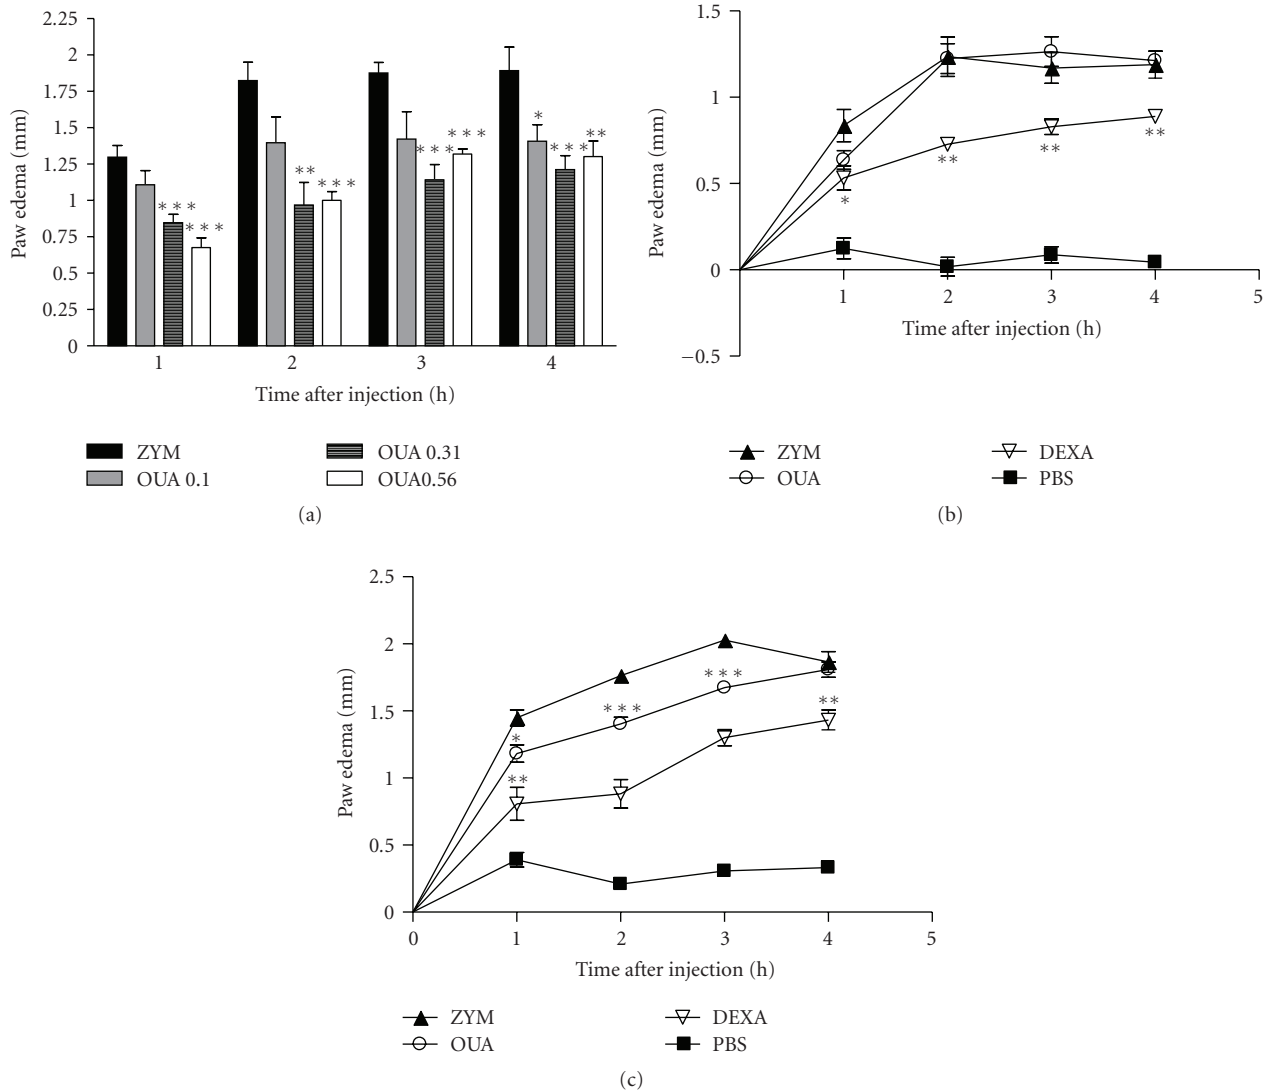 2.25
2
1.75
1.5
1.25
1
0.75
0.5
0.25
0
Paw edema (mm)
∗∗∗
∗∗∗
∗∗
∗∗∗
∗∗∗
∗∗∗
∗
∗∗∗
∗∗
1 2 3 4
Time after injection (h)
ZYM OUA 0.31
OUA 0.1 OUA0.56
(a)
1.5
1
0.5
0
−0.5
Paw edema (mm)
∗
∗∗
∗∗
∗∗
1 2 3 4 5
Time after injection (h)
ZYM DEXA
OUA PBS
(b)
2.5
2
1.5
1
0.5
0
Paw edema (mm)
∗
∗∗
∗∗∗
∗∗∗
∗∗
0 1 2 3 4 5
Time after injection (h)
ZYM DEXA
OUA PBS
(c)